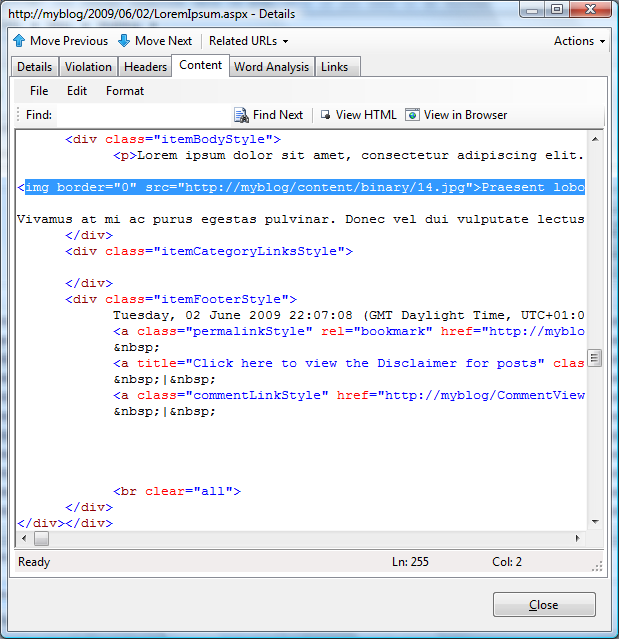 http://myblog/2009/06/02/LoremIpsum.aspx - Details
Move Previous Move Next Related URLs Actions
Details Violation Headers Content Word Analysis Links
File Edit Format
Find: Find Next View HTML View in Browser
<div class="itemBodyStyle">
<p>Lorem ipsum dolor sit amet, consectetur adipiscing elit.
<img border="0" src="http://myblog/content/binary/14.jpg">Praesent lobo
Vivamus at mi ac purus egestas pulvinar. Donec vel dui vulputate lectus
</div>
<div class="itemCategoryLinksStyle">
</div>
<div class="itemFooterStyle">
Tuesday, 02 June 2009 22:07:08 (GMT Daylight Time, UTC+01:0
<a class="permalinkStyle" rel="bookmark" href="http://myblo
&nbsp;
<a title="Click here to view the Disclaimer for posts" clas
&nbsp;|&nbsp;
<a class="commentLinkStyle" href="http://myblog/CommentView
&nbsp;|&nbsp;
<br clear="all">
</div>
</div></div>
Ready Ln: 255 Col: 2
Close